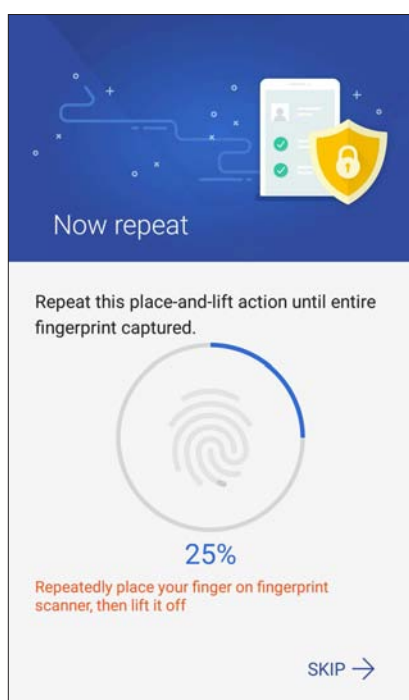 Now repeat
Repeat this place-and-lift action until entire
fingerprint captured.
25%
Repeatedly place your finger on fingerprint
scanner, then lift it off
SKIP